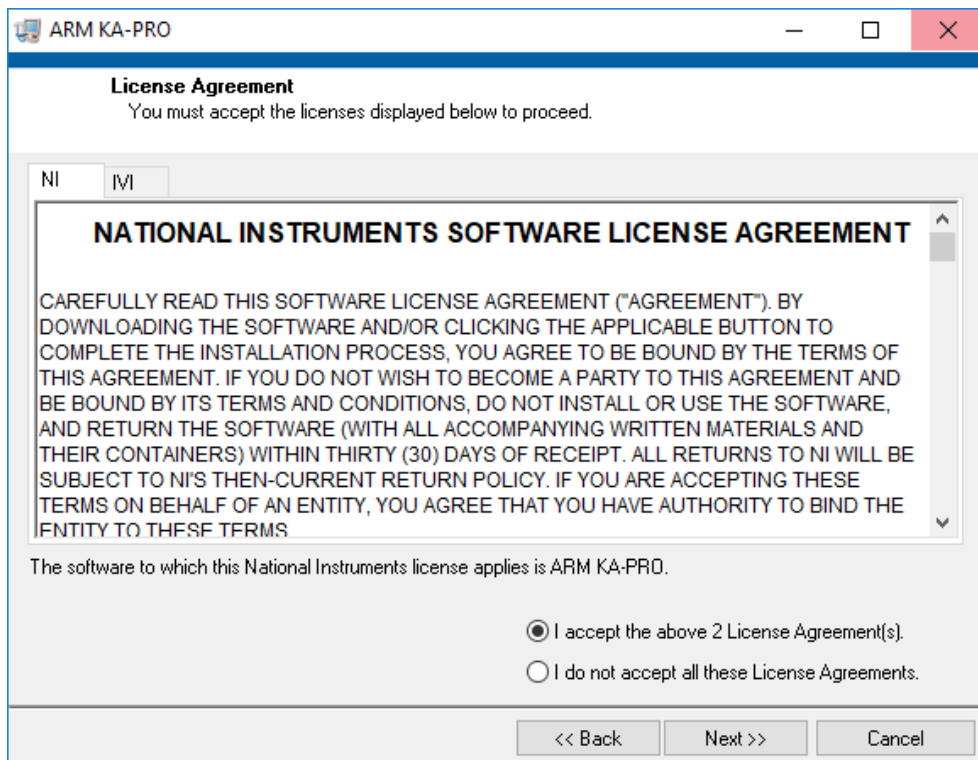 ARM KA-PRO
License Agreement
You must accept the licenses displayed below to proceed.
NI IVI
NATIONAL INSTRUMENTS SOFTWARE LICENSE AGREEMENT
CAREFULLY READ THIS SOFTWARE LICENSE AGREEMENT ("AGREEMENT"). BY
DOWNLOADING THE SOFTWARE AND/OR CLICKING THE APPLICABLE BUTTON TO
COMPLETE THE INSTALLATION PROCESS, YOU AGREE TO BE BOUND BY THE TERMS OF
THIS AGREEMENT. IF YOU DO NOT WISH TO BECOME A PARTY TO THIS AGREEMENT AND
BE BOUND BY ITS TERMS AND CONDITIONS, DO NOT INSTALL OR USE THE SOFTWARE,
AND RETURN THE SOFTWARE (WITH ALL ACCOMPANYING WRITTEN MATERIALS AND
THEIR CONTAINERS) WITHIN THIRTY (30) DAYS OF RECEIPT. ALL RETURNS TO NI WILL BE
SUBJECT TO NI'S THEN-CURRENT RETURN POLICY. IF YOU ARE ACCEPTING THESE
TERMS ON BEHALF OF AN ENTITY, YOU AGREE THAT YOU HAVE AUTHORITY TO BIND THE
ENTITY TO THESE TERMS.
The software to which this National Instruments license applies is ARM KA-PRO.
I accept the above 2 License Agreement(s).
I do not accept all these License Agreements.
<< Back Next >> Cancel